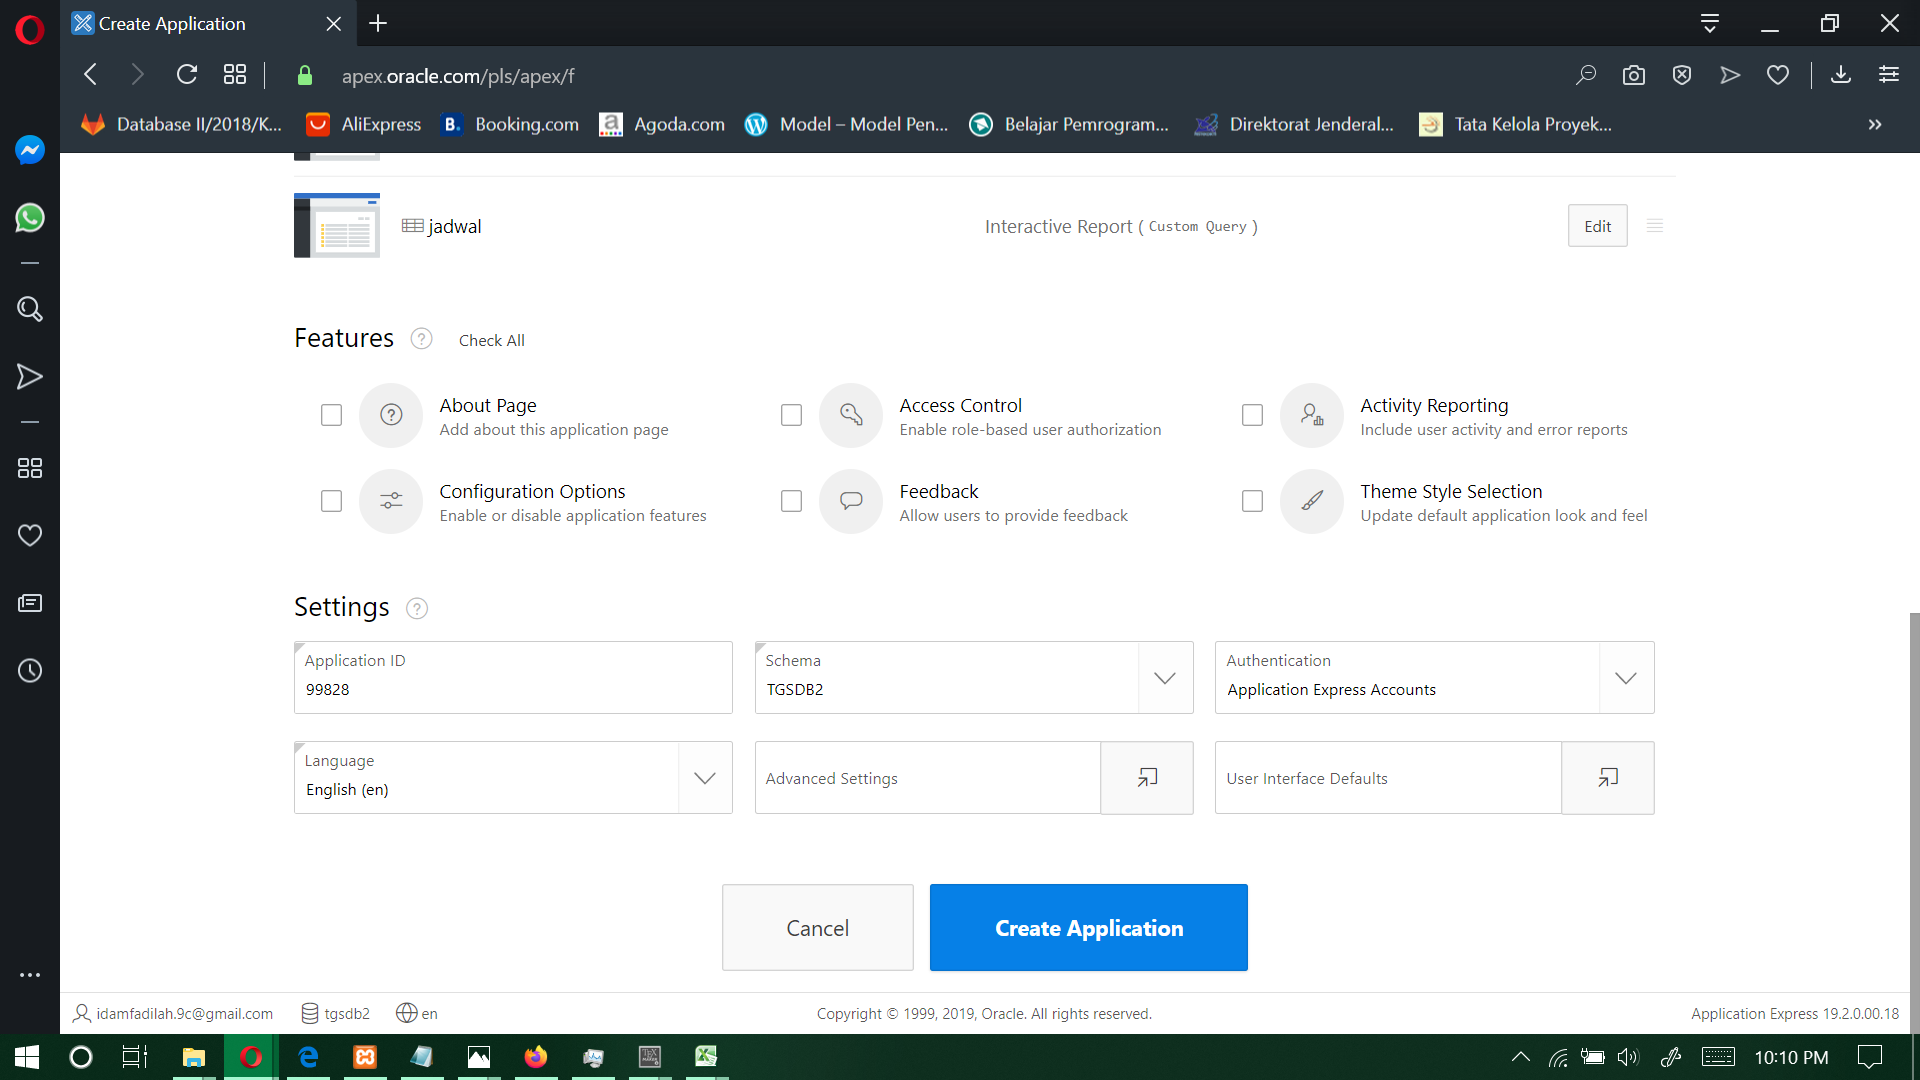 Create Application
apex.oracle.com/pls/apex/f
Database II/2018/K... AliExpress B. Booking.com a Agoda.com Model – Model Pen... Belajar Pemrogram... Direktorat Jenderal... Tata Kelola Proyek...
jadwal Interactive Report ( Custom Query ) Edit
Features ? Check All
About Page Access Control Activity Reporting
Add about this application page Enable role-based user authorization Include user activity and error reports
Configuration Options Feedback Theme Style Selection
Enable or disable application features Allow users to provide feedback Update default application look and feel
Settings ?
Application ID Schema Authentication
99828 TGSDB2 Application Express Accounts
Language
English (en)
Advanced Settings User Interface Defaults
Cancel Create Application
idamfadilah.9c@gmail.com tgsdb2 en Copyright © 1999, 2019, Oracle. All rights reserved. Application Express 19.2.0.00.18
10:10 PM